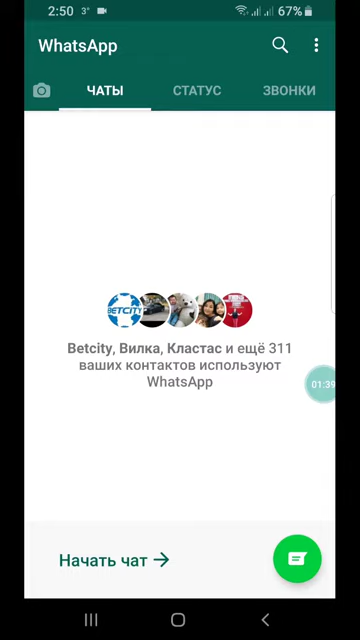 2:50 3° 67%
WhatsApp
ЧАТЫ СТАТУС ЗВОНКИ
BETCITY
Betcity, Вилка, Кластас и ещё 311
ваших контактов используют
WhatsApp
01:39
Начать чат →